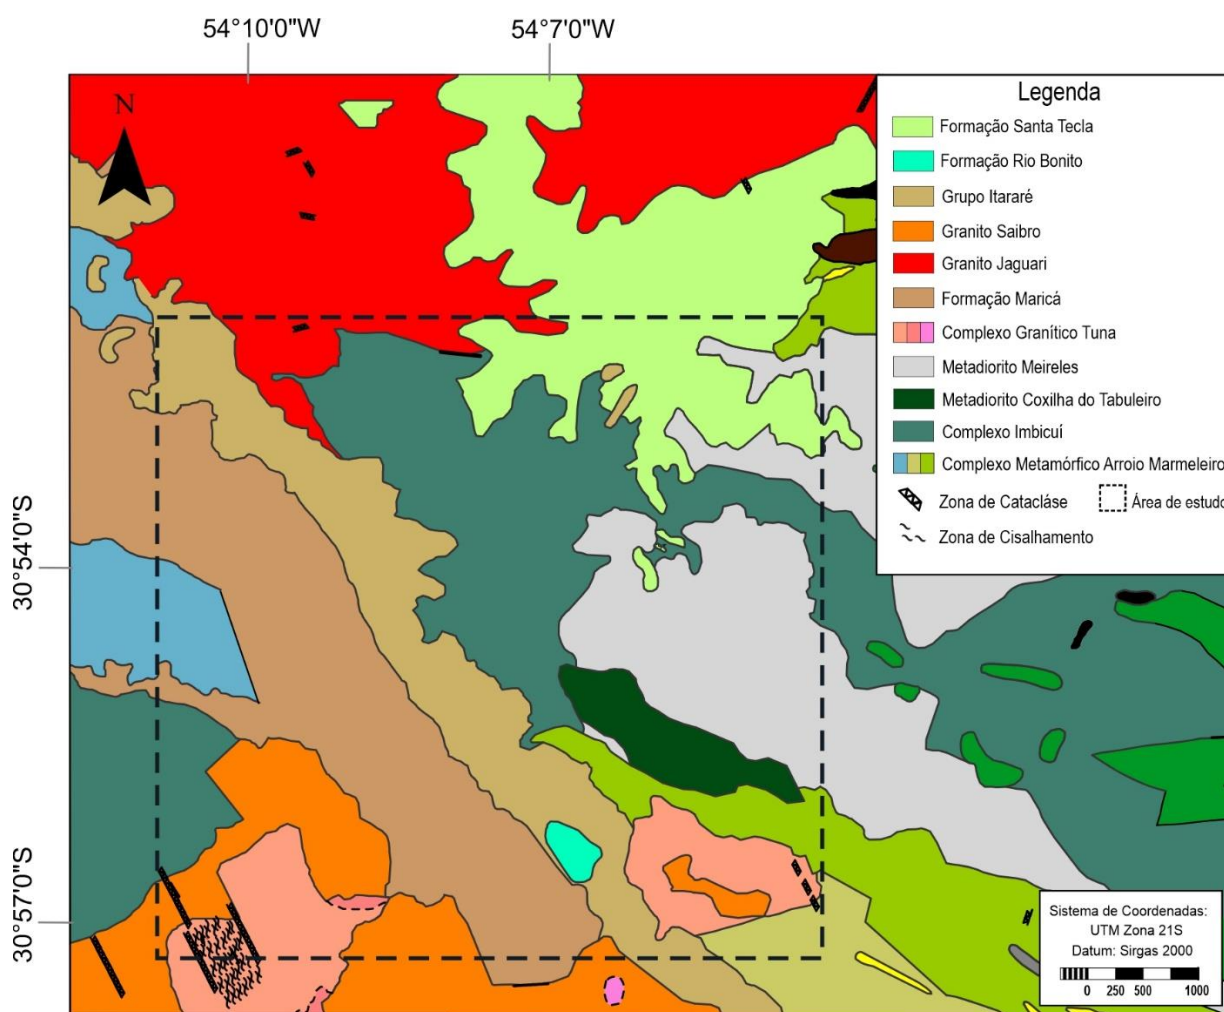 54°10'0"W
54°7'0"W
N
30°54'0"S
30°57'0"S
Legenda
Formação Santa Tecla
Formação Rio Bonito
Grupo Itararé
Granito Saibro
Granito Jaguari
Formação Maricá
Complexo Granítico Tuna
Metadiorito Meireles
Metadiorito Coxilha do Tabuleiro
Complexo Imbicuí
Complexo Metamórfico Arroio Marmeleiro
Zona de Catacláse
Área de estudo
Zona de Cisalhamento
Sistema de Coordenadas:
UTM Zona 21S
Datum: Sirgas 2000
0 250 500 1000